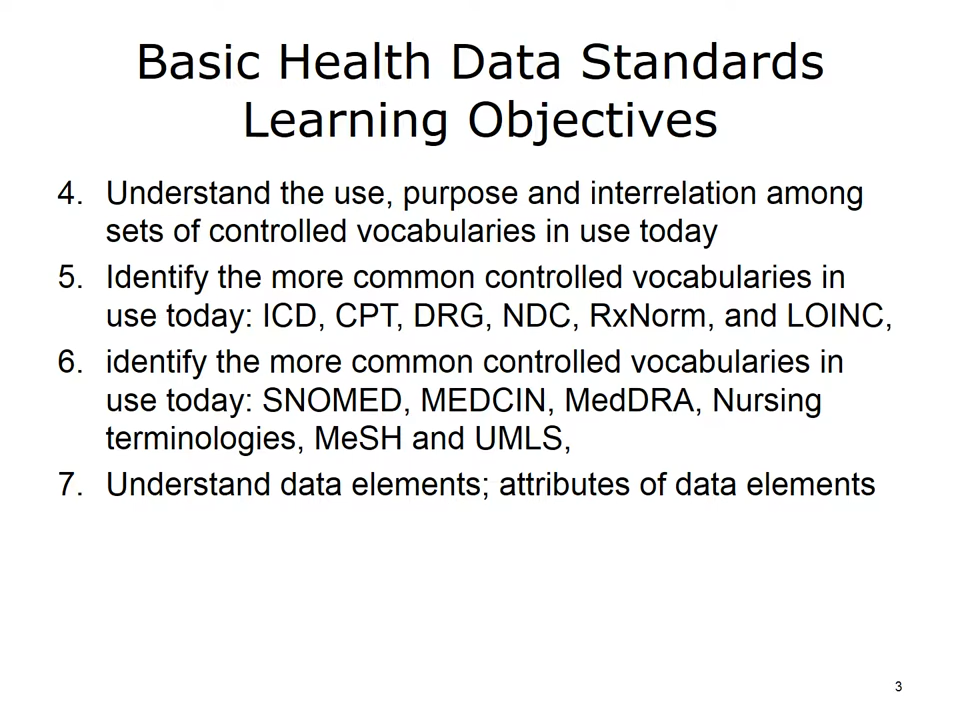 Basic Health Data Standards
Learning Objectives
4. Understand the use, purpose and interrelation among
sets of controlled vocabularies in use today
5. Identify the more common controlled vocabularies in
use today: ICD, CPT, DRG, NDC, RxNorm, and LOINC,
6. identify the more common controlled vocabularies in
use today: SNOMED, MEDCIN, MedDRA, Nursing
terminologies, MeSH and UMLS,
7. Understand data elements; attributes of data elements
3